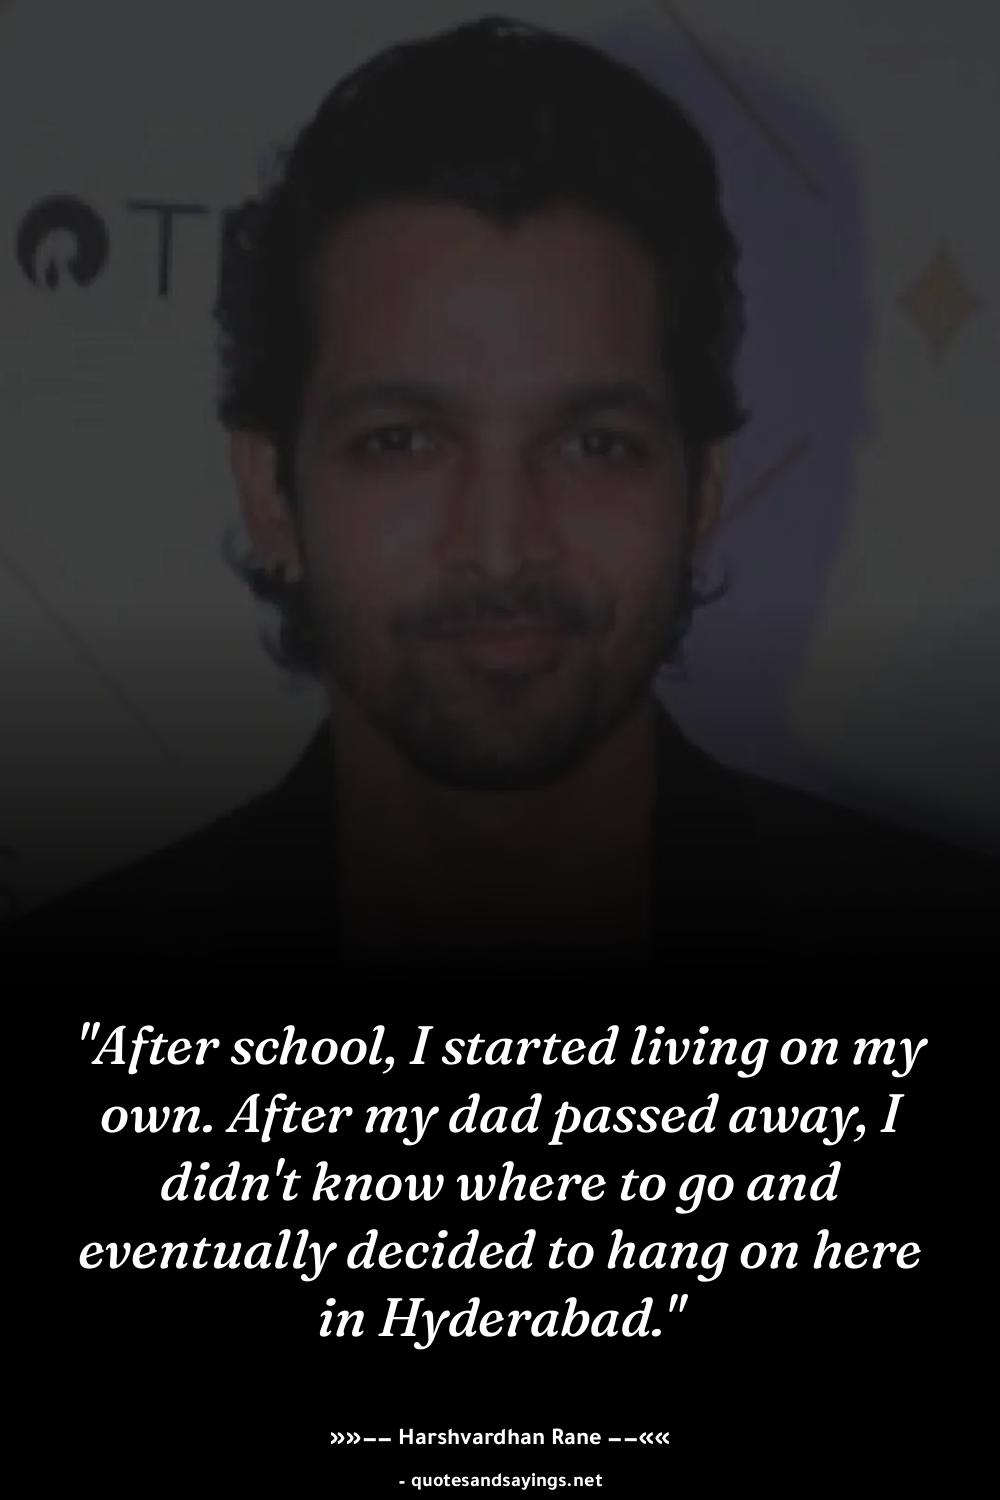 T
"After school, I started living on my
own. After my dad passed away, I
didn't know where to go and
eventually decided to hang on here
in Hyderabad."
»»–– Harshvardhan Rane ––««
- quotesandsayings.net